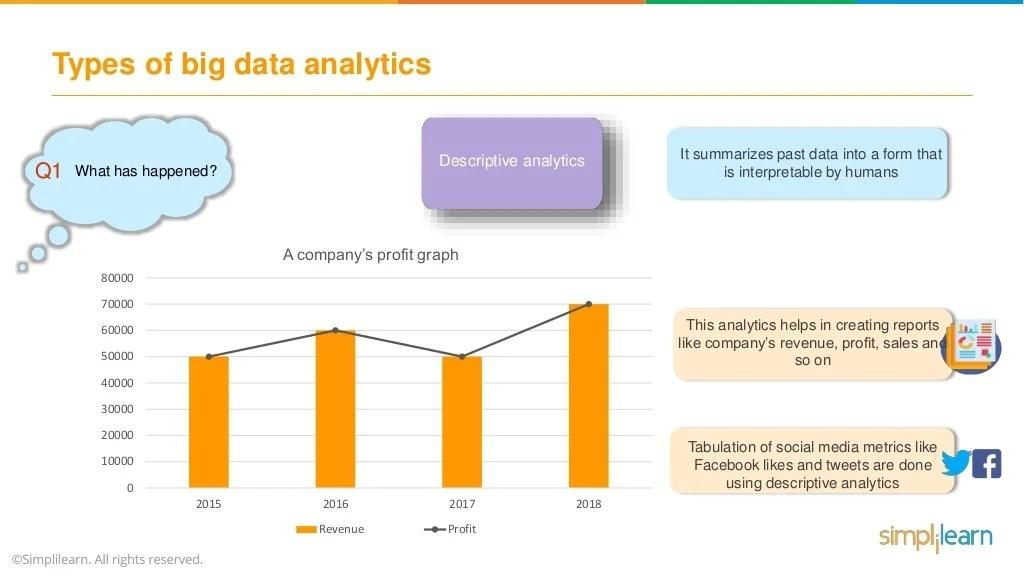 Types of big data analytics
Q1 What has happened?
Descriptive analytics
It summarizes past data into a form that
is interpretable by humans
A company's profit graph
80000
70000
60000
50000
40000
30000
20000
10000
0
2015 2016 2017 2018
Revenue Profit
This analytics helps in creating reports
like company's revenue, profit, sales and
so on
Tabulation of social media metrics like
Facebook likes and tweets are done
using descriptive analytics
simplilearn
©Simplilearn. All rights reserved.